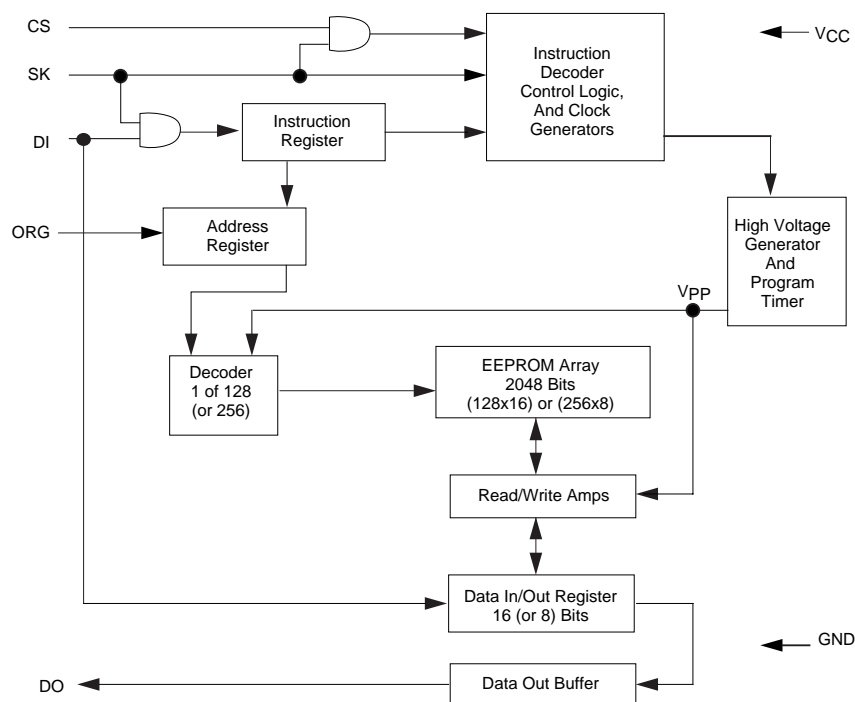 CS
SK
DI
ORG
Instruction
Decoder
Control Logic,
And Clock
Generators
VCC
Instruction
Register
Address
Register
High Voltage
Generator
And
Program
Timer
VPP
Decoder
1 of 128
(or 256)
EEPROM Array
2048 Bits
(128x16) or (256x8)
Read/Write Amps
Data In/Out Register
16 (or 8) Bits
GND
DO
Data Out Buffer